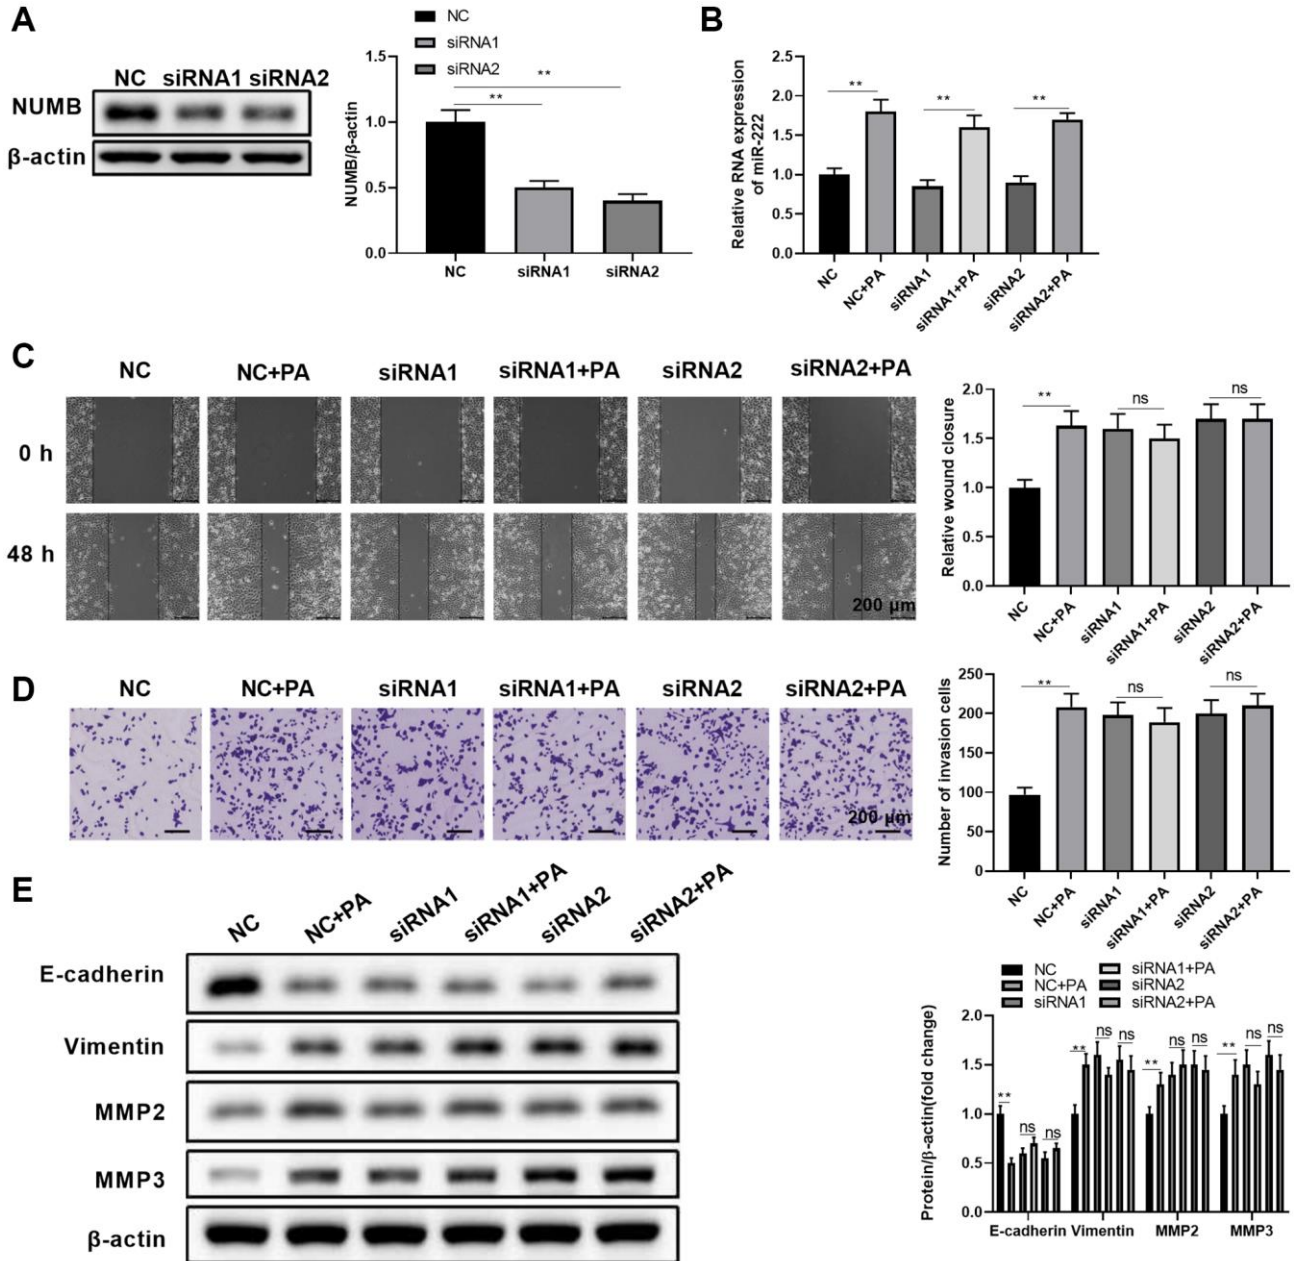 A
NC siRNA1 siRNA2
NUMB
β-actin
NC
siRNA1
siRNA2
NUMB/β-actin
1.5
1.0
0.5
0.0
**
**
NC siRNA1 siRNA2
B
Relative RNA expression
of miR-222
2.5
2.0
1.5
1.0
0.5
0.0
** ** **
NC NC+PA siRNA1 siRNA1+PA siRNA2 siRNA2+PA
C
NC NC+PA siRNA1 siRNA1+PA siRNA2 siRNA2+PA
0 h
48 h
200 μm
Relative wound closure
2.0
1.5
1.0
0.5
0.0
** ns ns
NC NC+PA siRNA1 siRNA1+PA siRNA2 siRNA2+PA
D
NC NC+PA siRNA1 siRNA1+PA siRNA2 siRNA2+PA
200 μm
Number of invasion cells
250
200
150
100
50
0
** ns ns
NC NC+PA siRNA1 siRNA1+PA siRNA2 siRNA2+PA
E
NC NC+PA siRNA1 siRNA1+PA siRNA2 siRNA2+PA
E-cadherin
Vimentin
MMP2
MMP3
β-actin
NC siRNA1+PA
NC+PA siRNA2
siRNA1 siRNA2+PA
Protein/β-actin(fold change)
2.0
1.5
1.0
0.5
0.0
** ns ns ** ns ns ** ns ns ** ns ns
E-cadherin Vimentin MMP2 MMP3